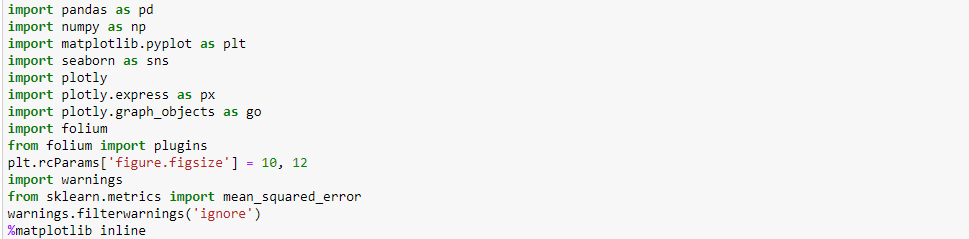 import pandas as pd
import numpy as np
import matplotlib.pyplot as plt
import seaborn as sns
import plotly
import plotly.express as px
import plotly.graph_objects as go
import folium
from folium import plugins
plt.rcParams['figure.figsize'] = 10, 12
import warnings
from sklearn.metrics import mean_squared_error
warnings.filterwarnings('ignore')
%matplotlib inline